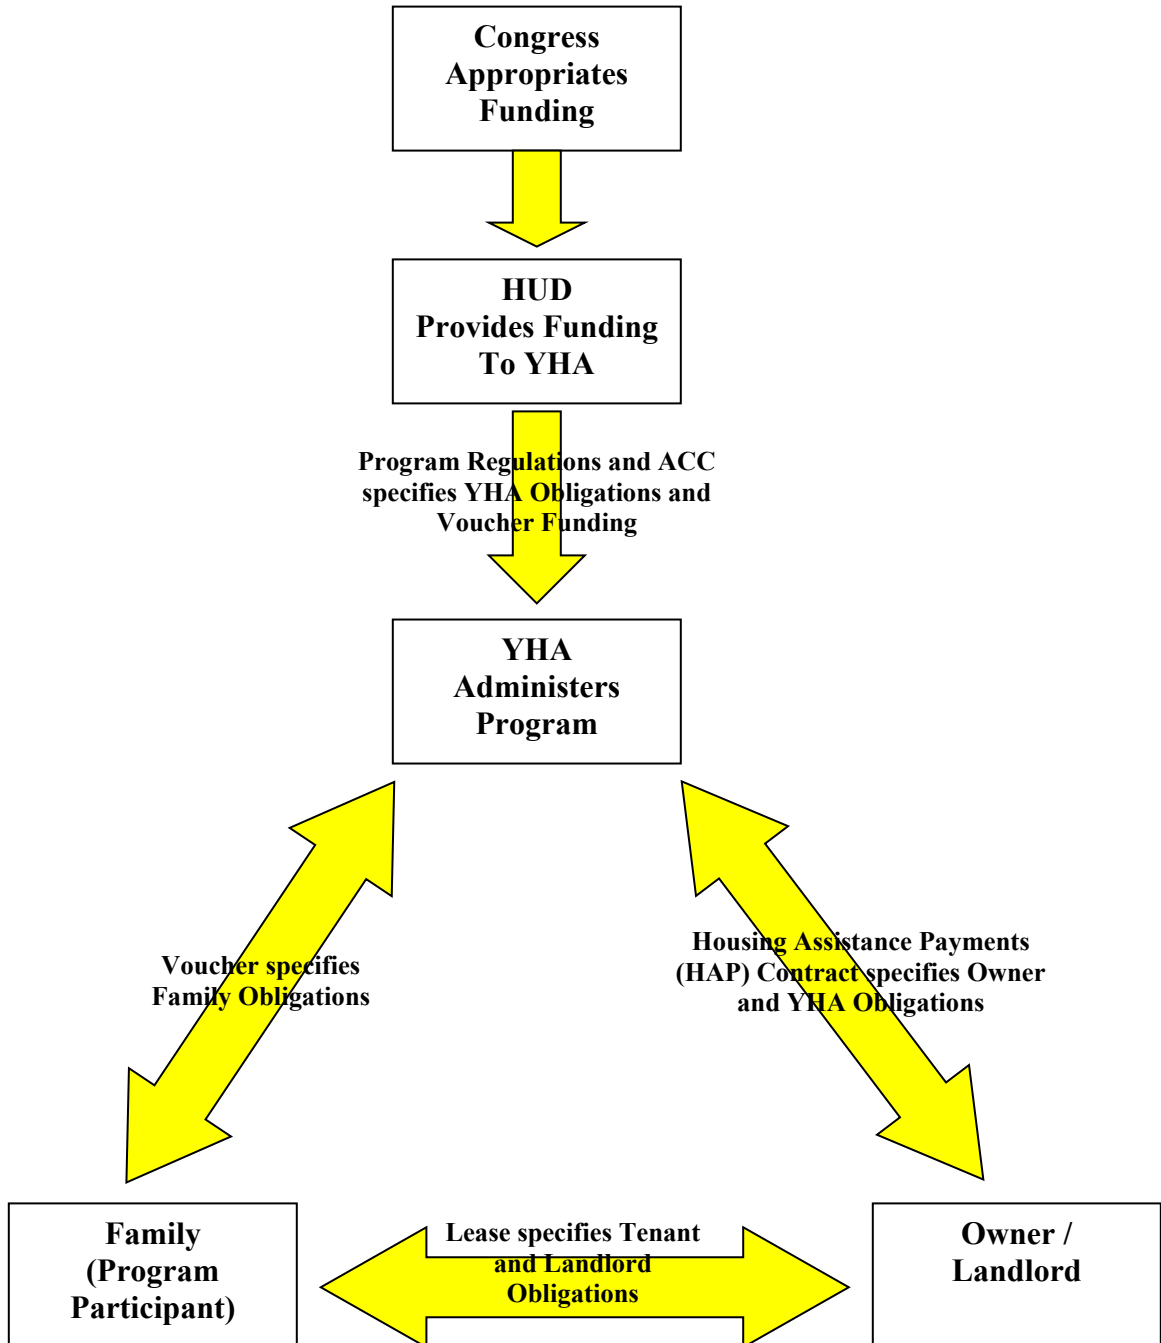 Congress
Appropriates
Funding
HUD
Provides Funding
To YHA
Program Regulations and ACC
specifies YHA Obligations and
Voucher Funding
YHA
Administers
Program
Voucher specifies
Family Obligations
Housing Assistance Payments
(HAP) Contract specifies Owner
and YHA Obligations
Family
(Program
Participant)
Lease specifies Tenant
and Landlord
Obligations
Owner /
Landlord